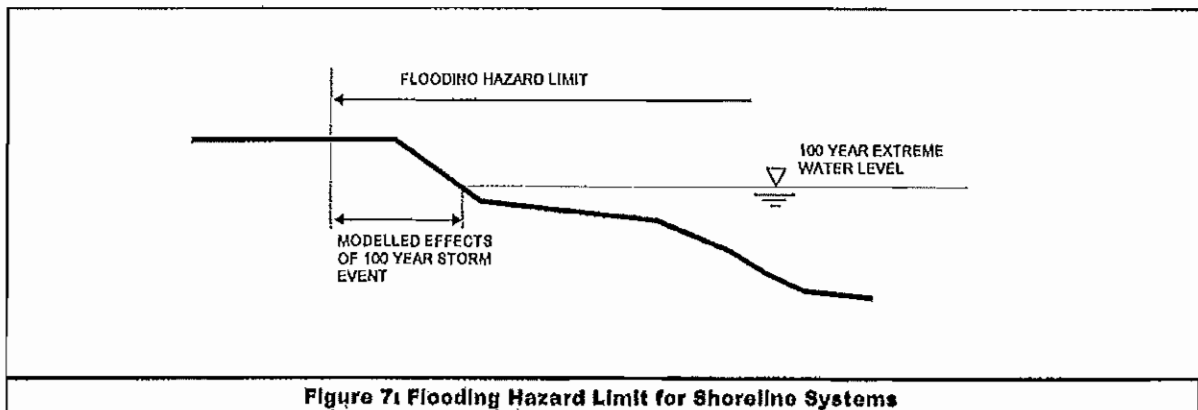 FLOODING HAZARD LIMIT
100 YEAR EXTREME
WATER LEVEL
MODELLED EFFECTS
OF 100 YEAR STORM
EVENT
Figure 7: Flooding Hazard Limit for Shoreline Systems